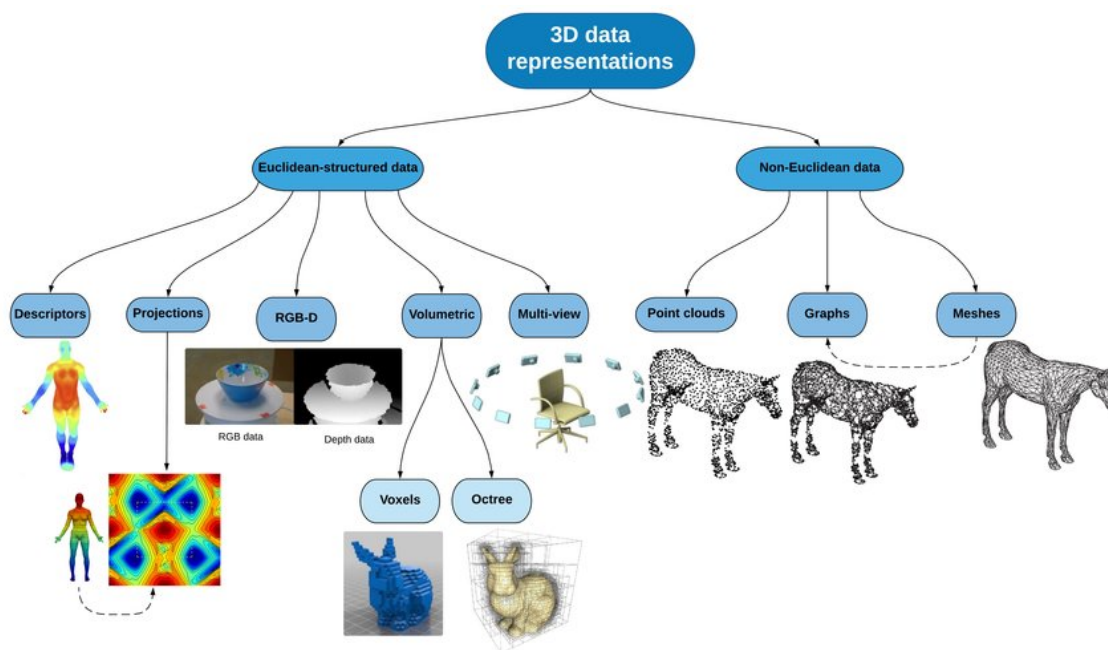 3D data
representations
Euclidean-structured data
Non-Euclidean data
Descriptors
Projections
RGB-D
Volumetric
Multi-view
Point clouds
Graphs
Meshes
RGB data
Depth data
Voxels
Octree